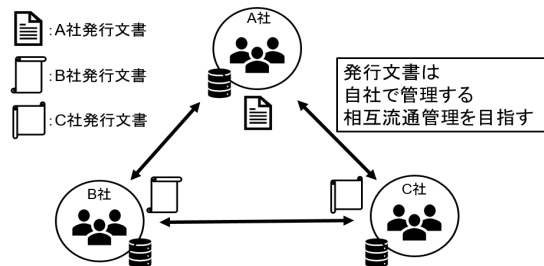 A社
:A社発行文書
:B社発行文書
:C社発行文書
発行文書は
自社で管理する
相互流通管理を目指す
B社
C社